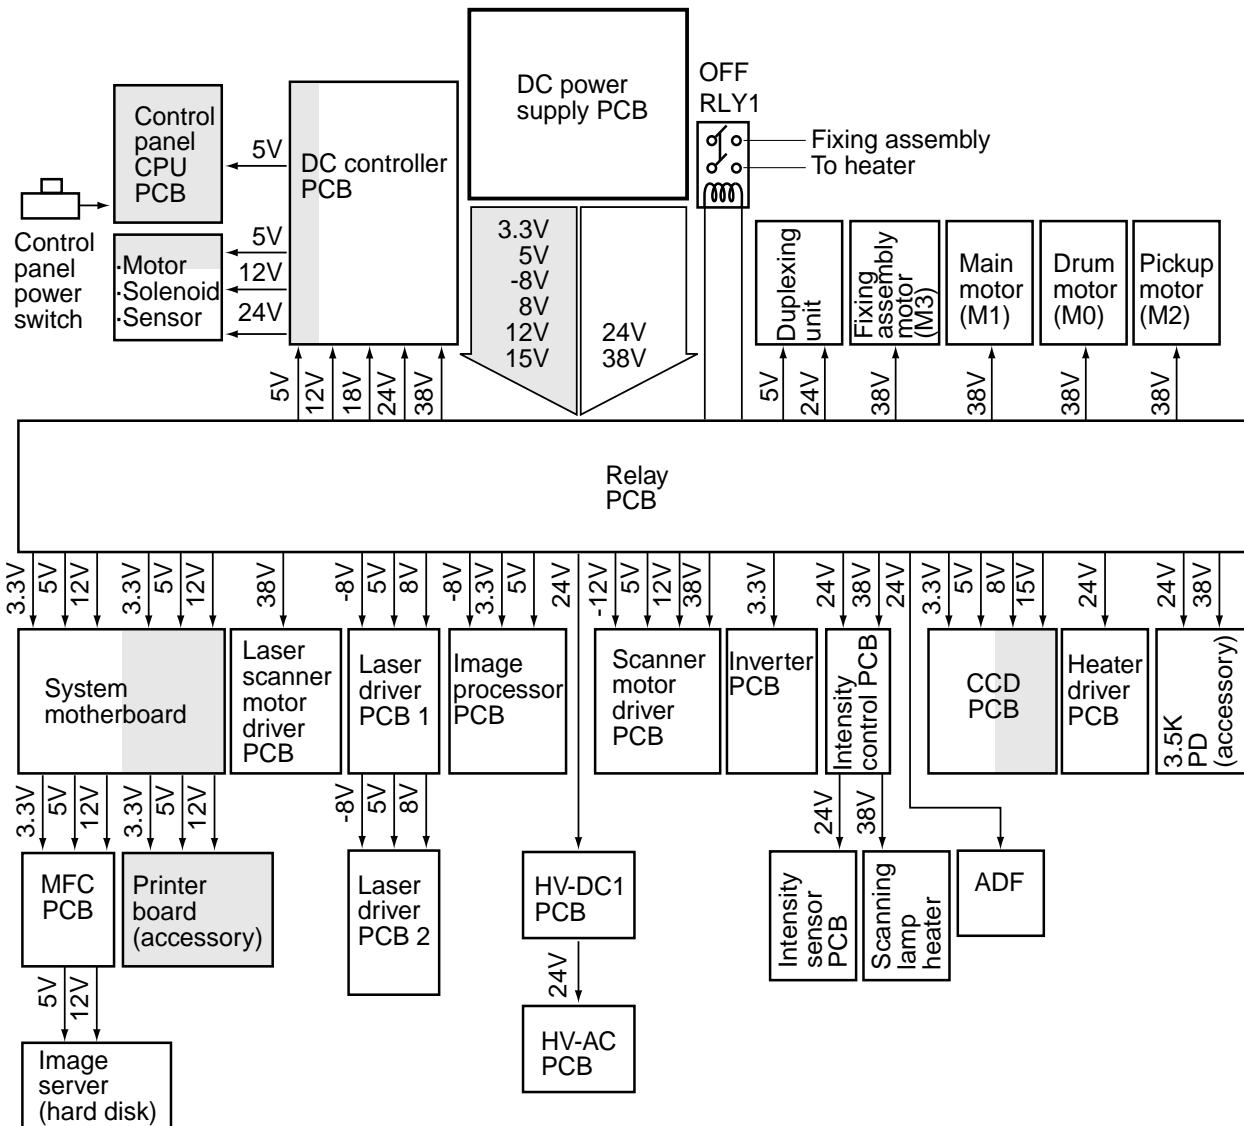 DC power
supply PCB
OFF
RLY1
Fixing assembly
To heater
Control
panel
CPU
PCB
5V
DC controller
PCB
Control
panel
power
switch
·Motor
·Solenoid
·Sensor
5V
12V
24V
3.3V
5V
-8V
8V
12V
15V
24V
38V
Duplexing
unit
Fixing
assembly
motor
(M3)
Main
motor
(M1)
Drum
motor
(M0)
Pickup
motor
(M2)
5V
12V
18V
24V
38V
5V
24V
38V
38V
38V
38V
Relay
PCB
3.3V
5V
12V
3.3V
5V
12V
38V
-8V
5V
8V
-8V
3.3V
5V
24V
-12V
5V
12V
38V
3.3V
24V
38V
24V
3.3V
5V
8V
15V
24V
24V
38V
System
motherboard
Laser
scanner
motor
driver
PCB
Laser
driver
PCB 1
Image
processor
PCB
Scanner
motor
driver
PCB
Inverter
PCB
Intensity
control PCB
CCD
PCB
Heater
driver
PCB
3.5K
PD
(accessory)
3.3V
5V
12V
3.3V
5V
12V
-8V
5V
8V
24V
38V
MFC
PCB
Printer
board
(accessory)
Laser
driver
PCB 2
HV-DC1
PCB
Intensity
sensor
PCB
Scanning
lamp
heater
ADF
5V
12V
24V
Image
server
(hard disk)
HV-AC
PCB